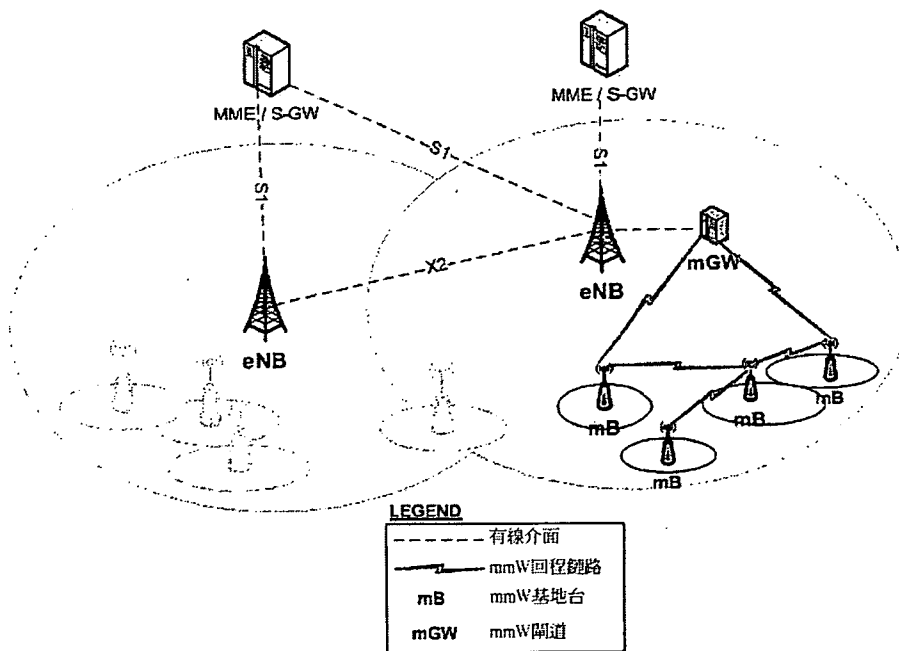 MME / S-GW
MME / S-GW
S1
S1
S1
X2
mGW
eNB
eNB
mB
mB
mB
mB
LEGEND
有線介面
mmW回程鏈路
mB mmW基地台
mGW mmW閘道